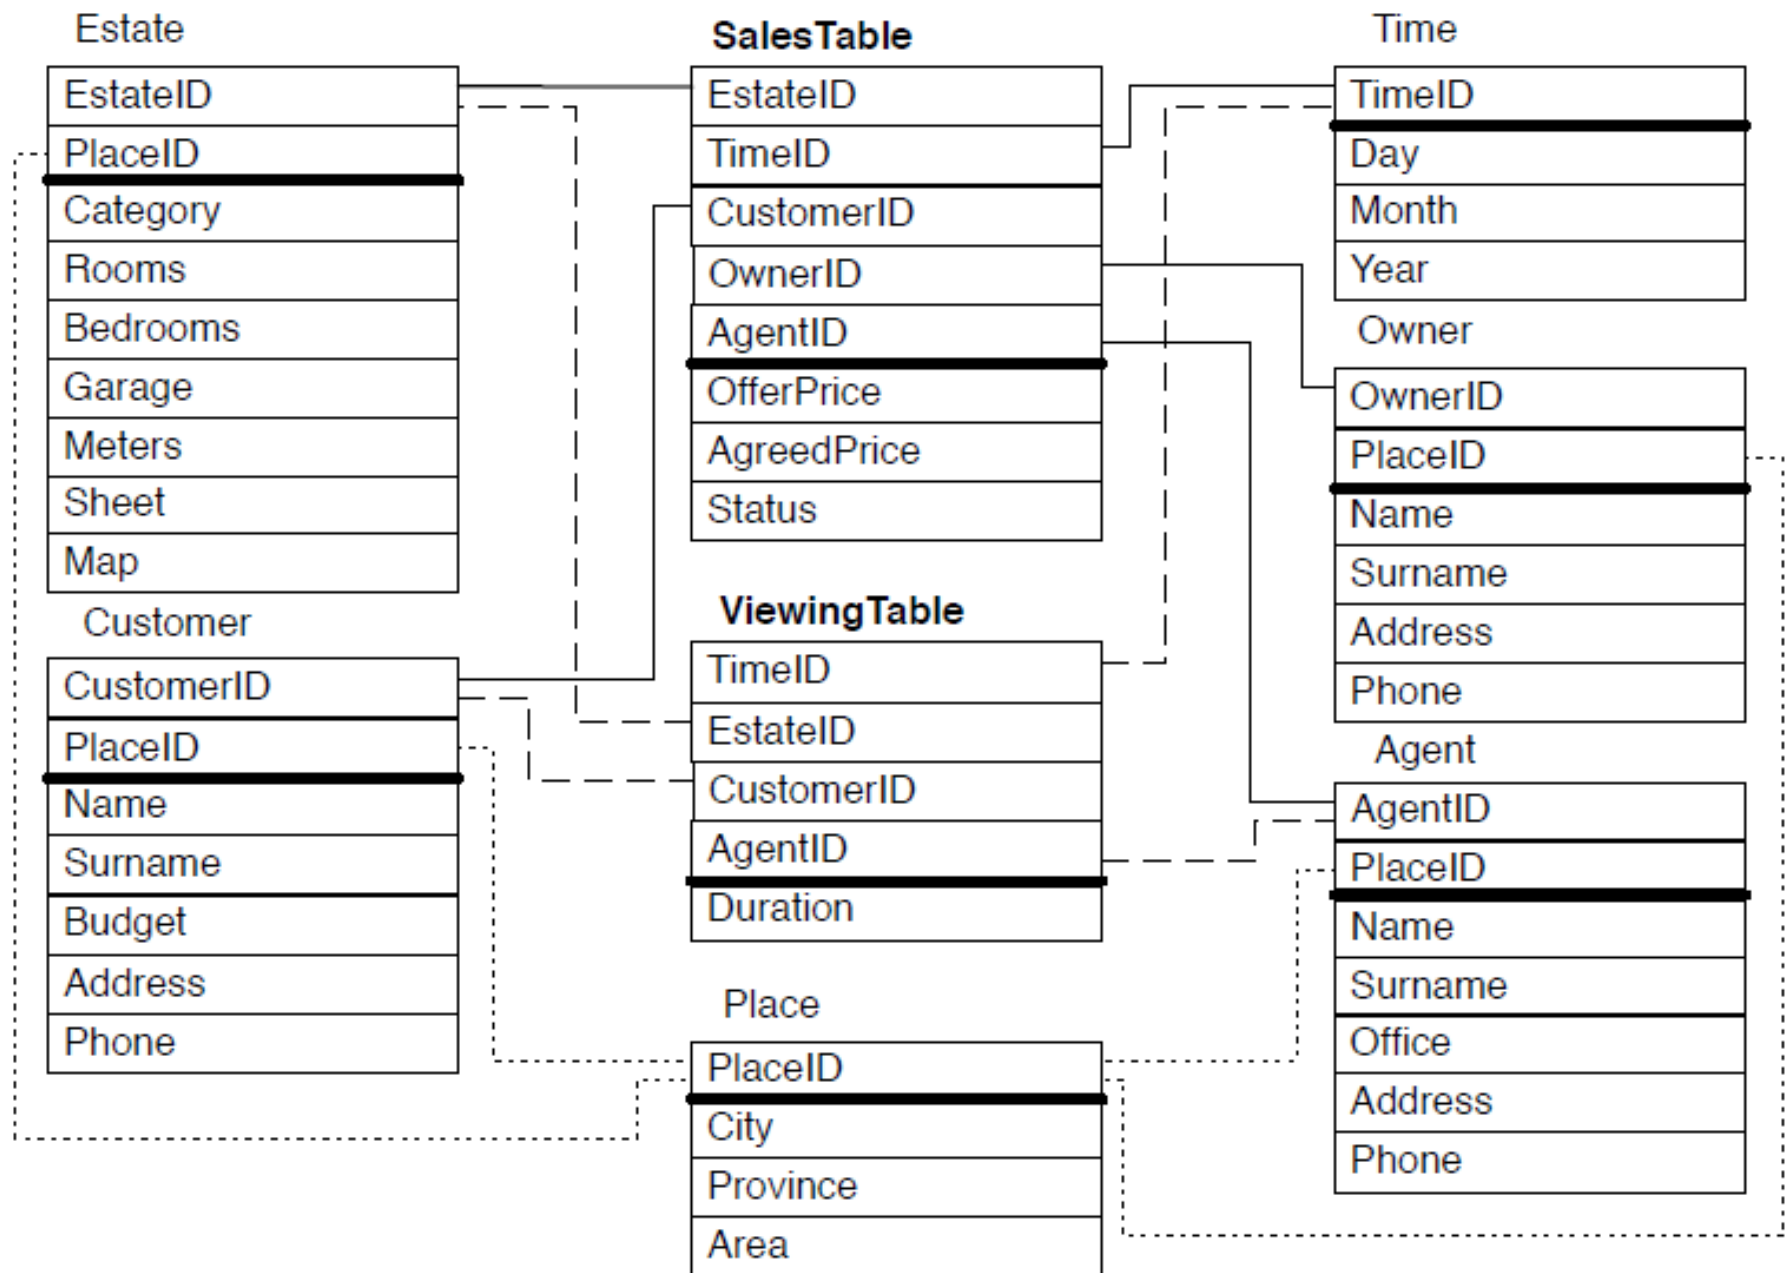 Estate
EstateID
PlaceID
Category
Rooms
Bedrooms
Garage
Meters
Sheet
Map
Customer
CustomerID
PlaceID
Name
Surname
Budget
Address
Phone
SalesTable
EstateID
TimeID
CustomerID
OwnerID
AgentID
OfferPrice
AgreedPrice
Status
ViewingTable
TimeID
EstateID
CustomerID
AgentID
Duration
Place
PlaceID
City
Province
Area
Time
TimeID
Day
Month
Year
Owner
OwnerID
PlaceID
Name
Surname
Address
Phone
Agent
AgentID
PlaceID
Name
Surname
Office
Address
Phone